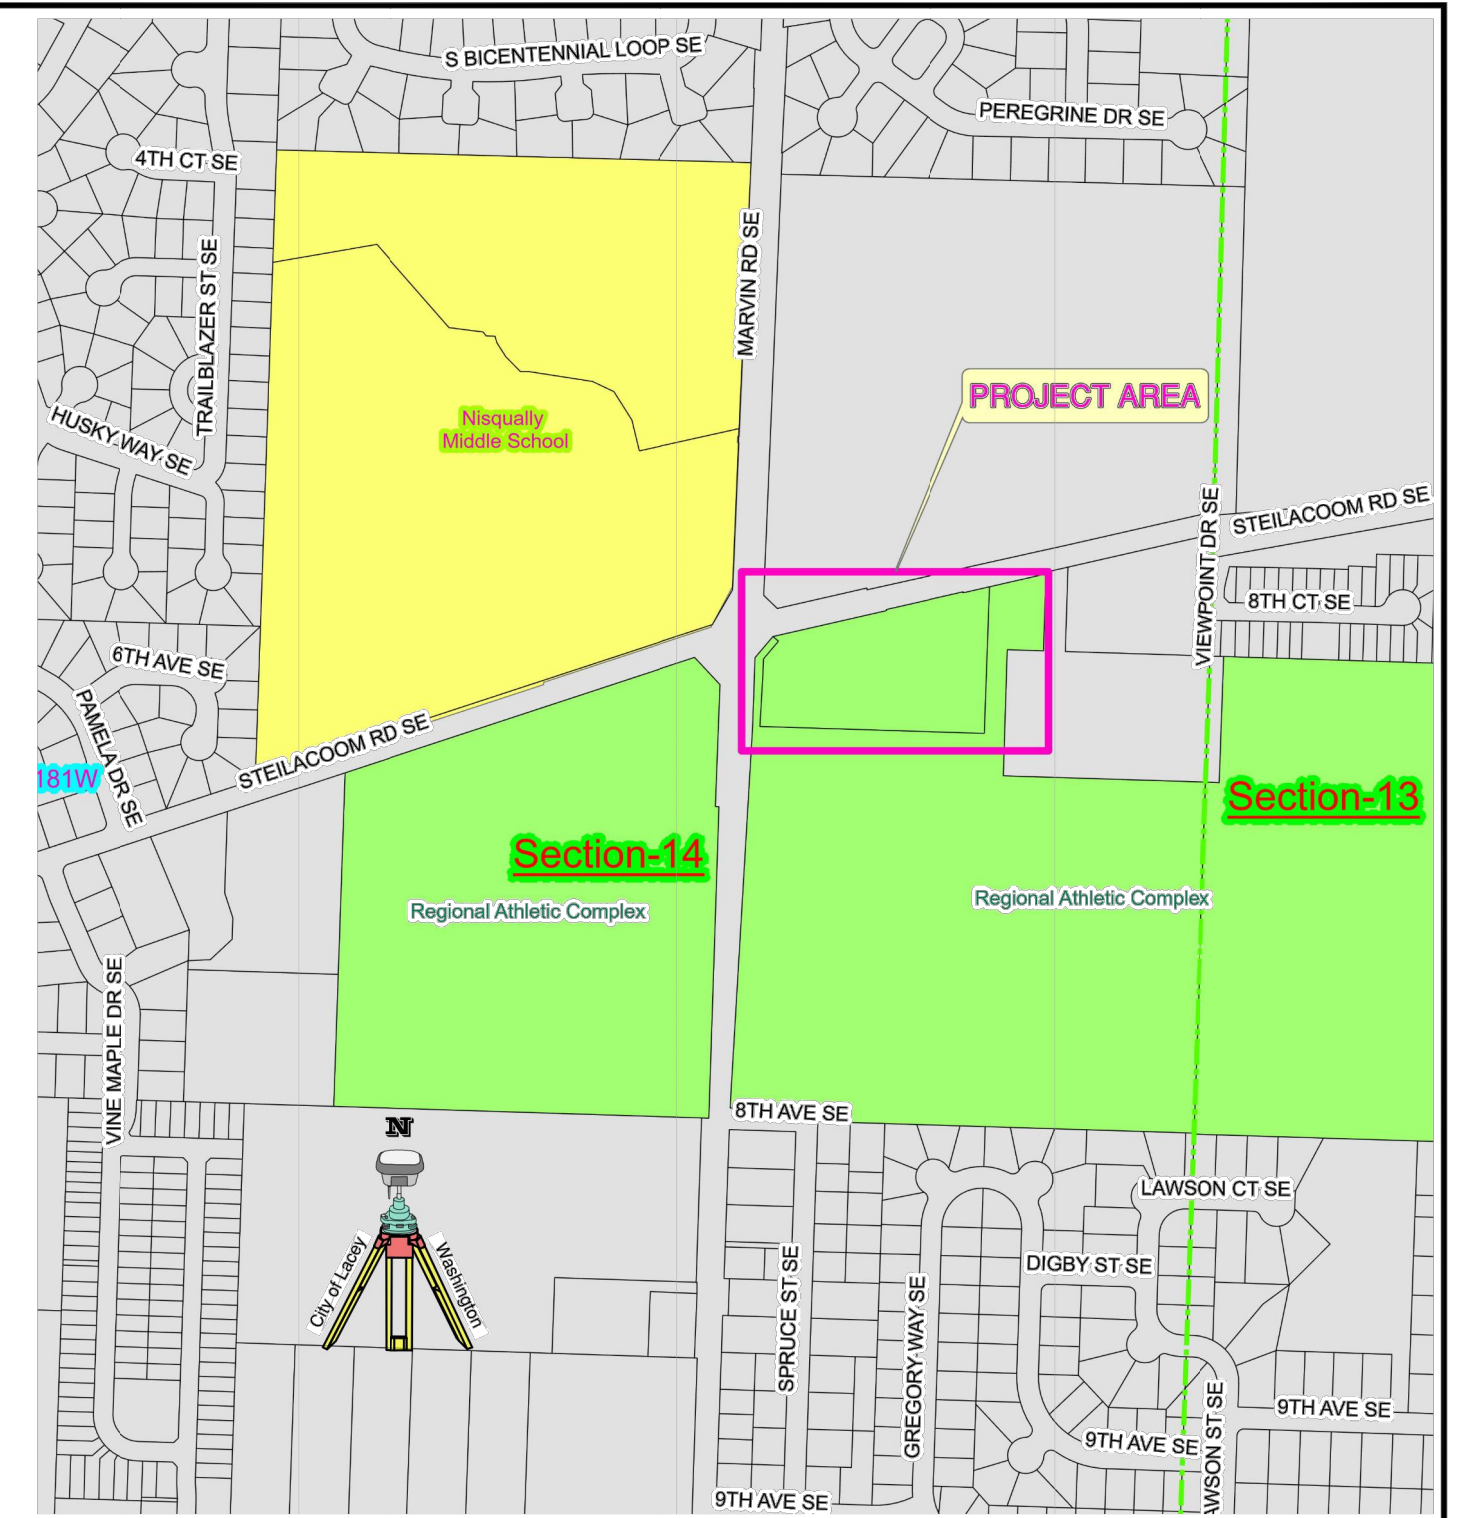 S BICENTENNIAL LOOP SE
PEREGRINE DR SE
4TH CT SE
TRAILBLAZER ST SE
MARVIN RD SE
PROJECT AREA
HUSKY WAY SE
Nisqually
Middle School
STEILACOOM RD SE
VIEWPOINT DR SE
8TH CT SE
6TH AVE SE
PAMELA DR SE
STEILACOOM RD SE
181W
Section-13
Section-14
Regional Athletic Complex
Regional Athletic Complex
VINE MAPLE DR SE
8TH AVE SE
N
LAWSON CT SE
City of Lacey
Washington
DIGBY ST SE
SPRUCE ST SE
GREGORY WAY SE
9TH AVE SE
9TH AVE SE
AWSON ST SE
9TH AVE SE